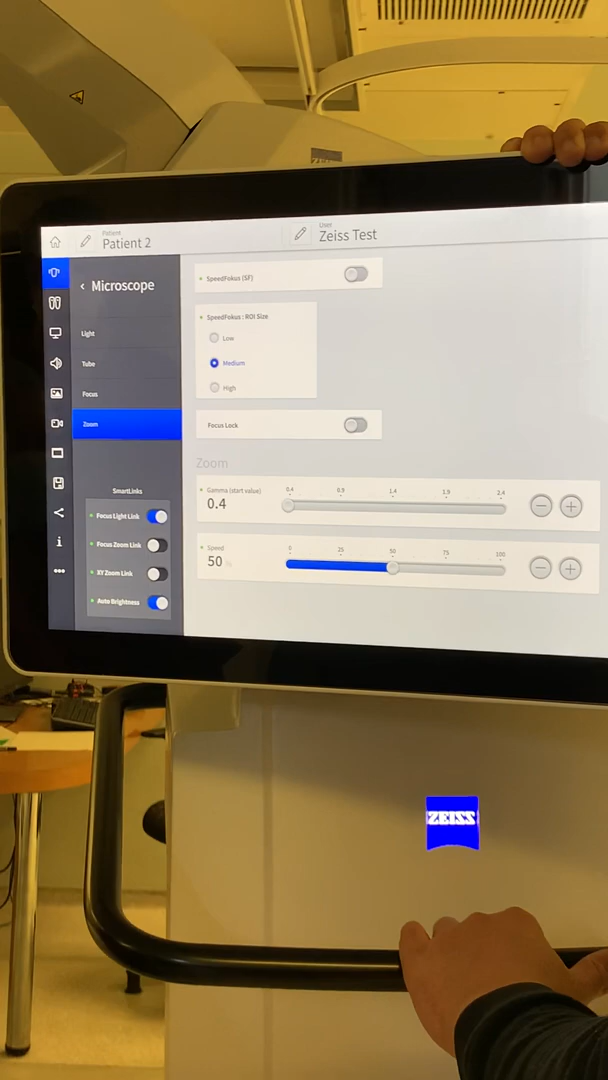 Patient
Patient 2
User
Zeiss Test
Microscope
Light
Tube
Focus
Zoom
SmartLinks
Focus Light Link
Focus Zoom Link
XY Zoom Link
Auto Brightness
SpeedFokus (SF)
SpeedFokus : ROI Size
Low
Medium
High
Focus Lock
Zoom
Gamma (start value)
0.4
0.4 0.9 1.4 1.9 2.4
Speed
50 %
0 25 50 75 100
ZEISS